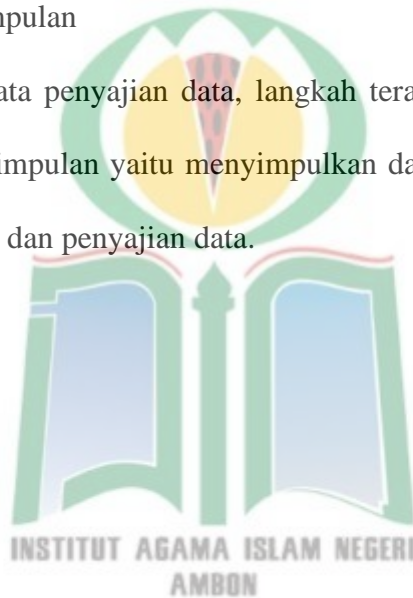 mpulan
ata penyajian data, langkah tera
impulan yaitu menyimpulkan da
dan penyajian data.
INSTITUT AGAMA ISLAM NEGERI
AMBON